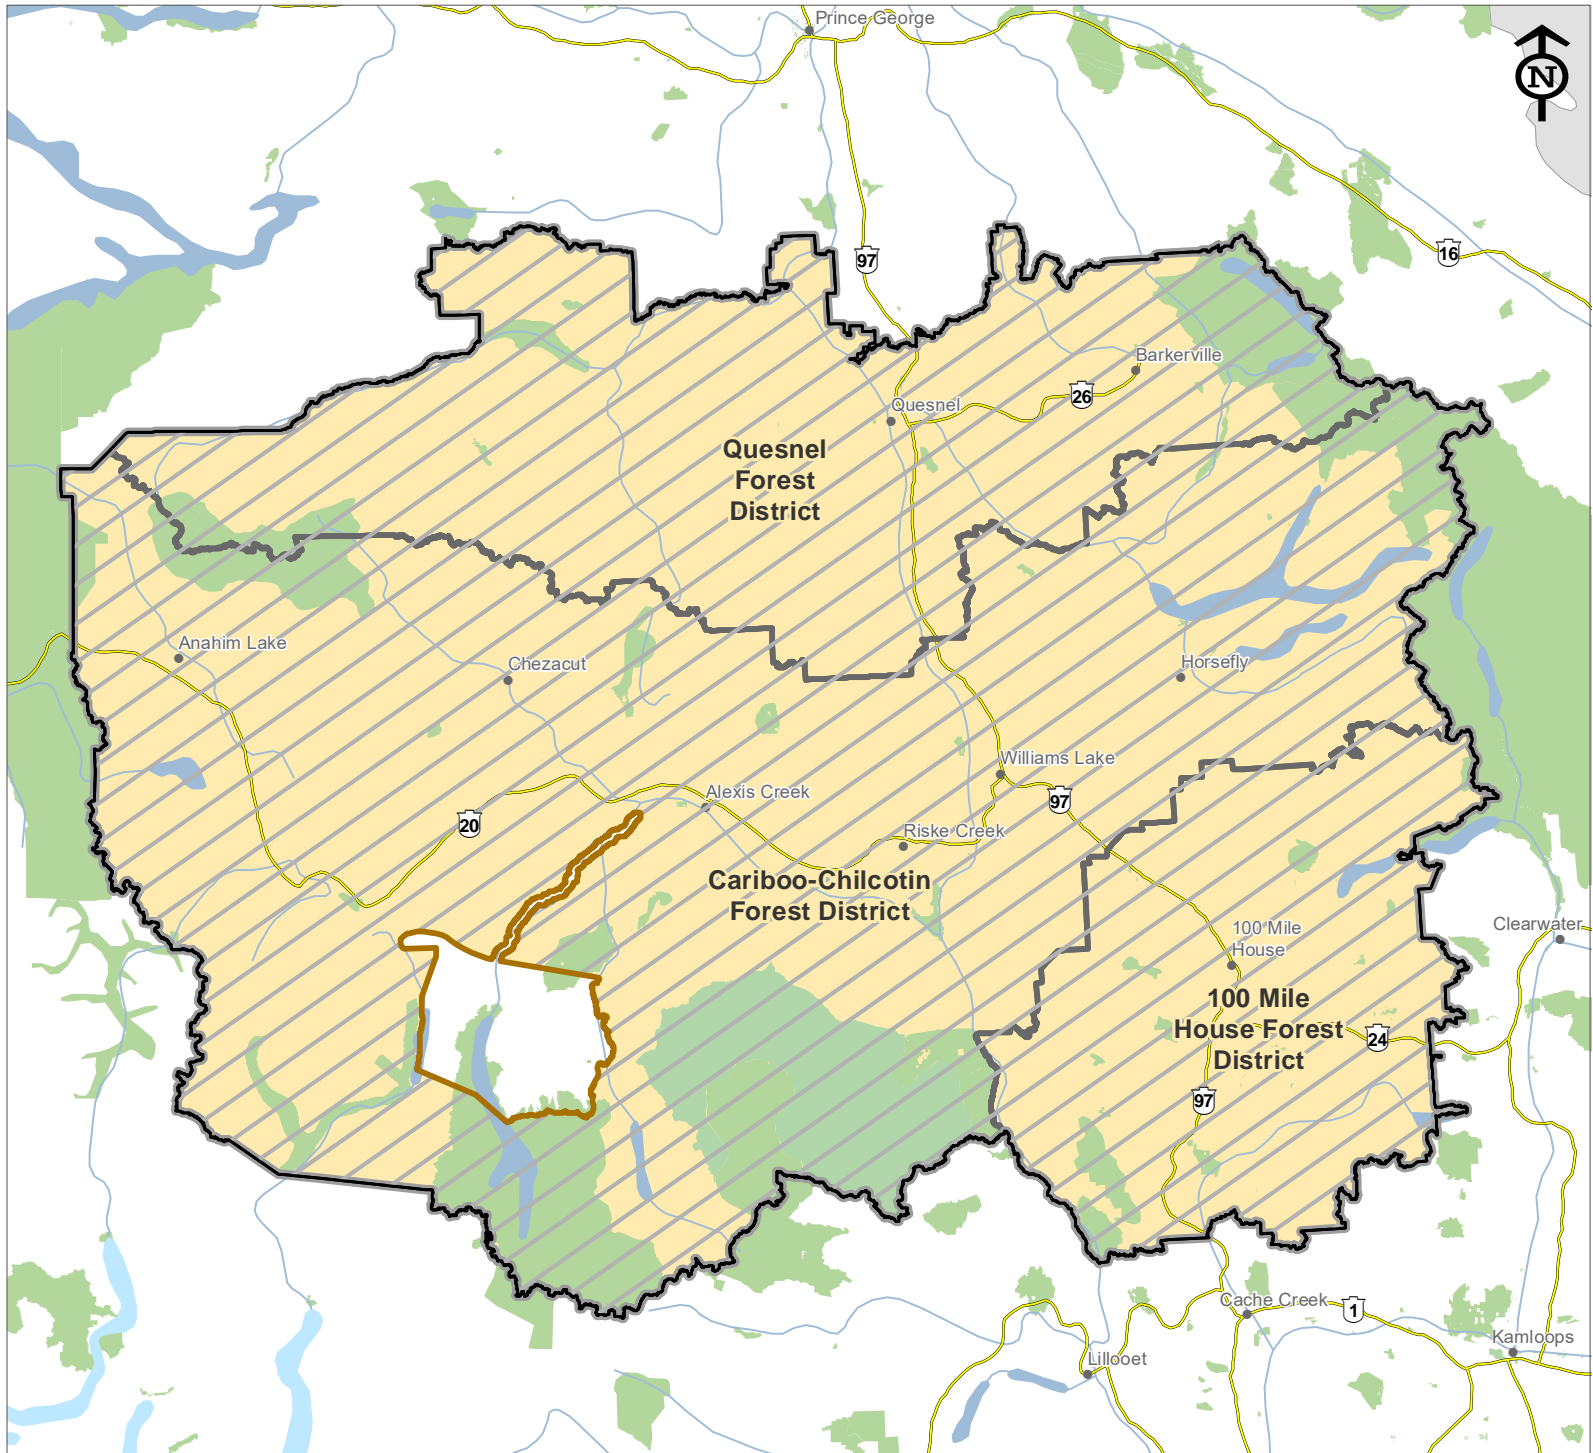 Prince George
N
97
16
Barkerville
26
Quesnel
Quesnel
Forest
District
Anahim Lake
Chezacut
Horsefly
Williams Lake
Alexis Creek
97
20
Riske Creek
Cariboo-Chilcotin
Forest District
100 Mile
House
Clearwater
100 Mile
House Forest
District
24
97
Cache Creek
1
Kamloops
Lillooet